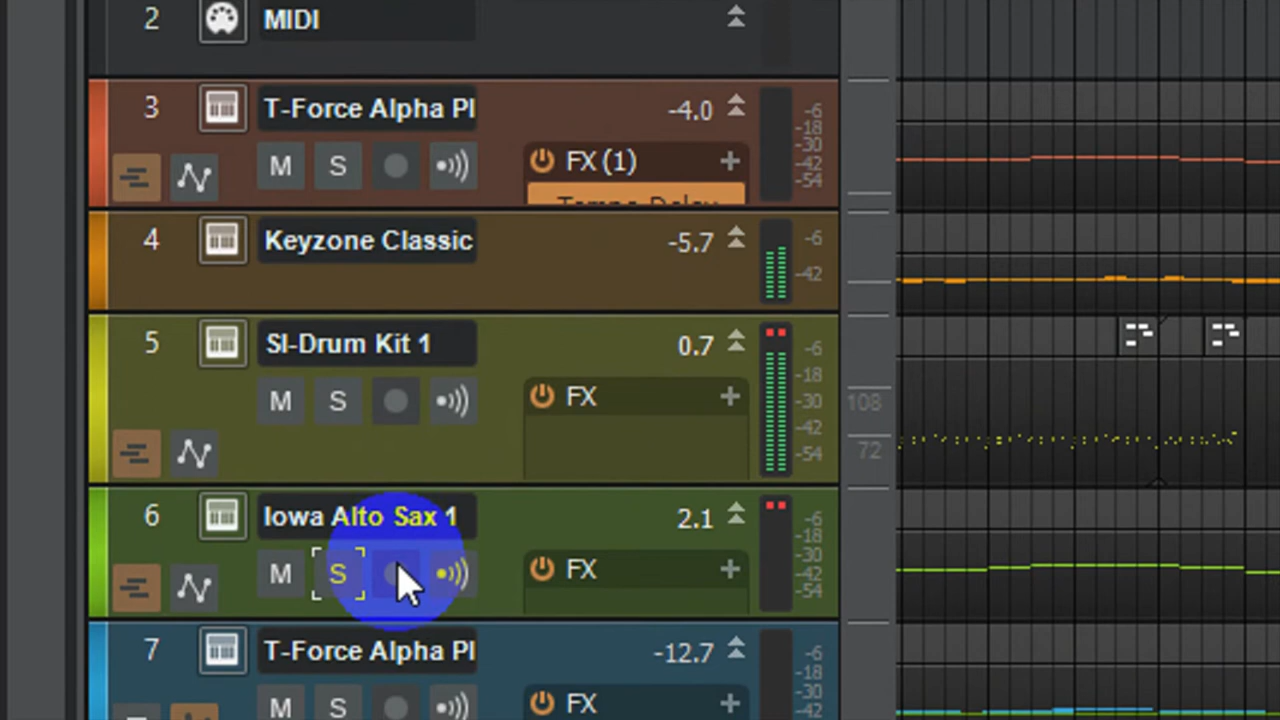 2 MIDI
3 T-Force Alpha Pl -4.0
-6
-18
-30
-42
-54
M S FX (1) +
Tempo Delay
4 Keyzone Classic -5.7
-6
-42
5 SI-Drum Kit 1 0.7
-6
-18
-30
-42
-54
M S FX +
108
72
6 Iowa Alto Sax 1 2.1
-6
-18
-30
-42
-54
M S FX +
7 T-Force Alpha Pl -12.7
-6
-18
-30
-42
M S FX +